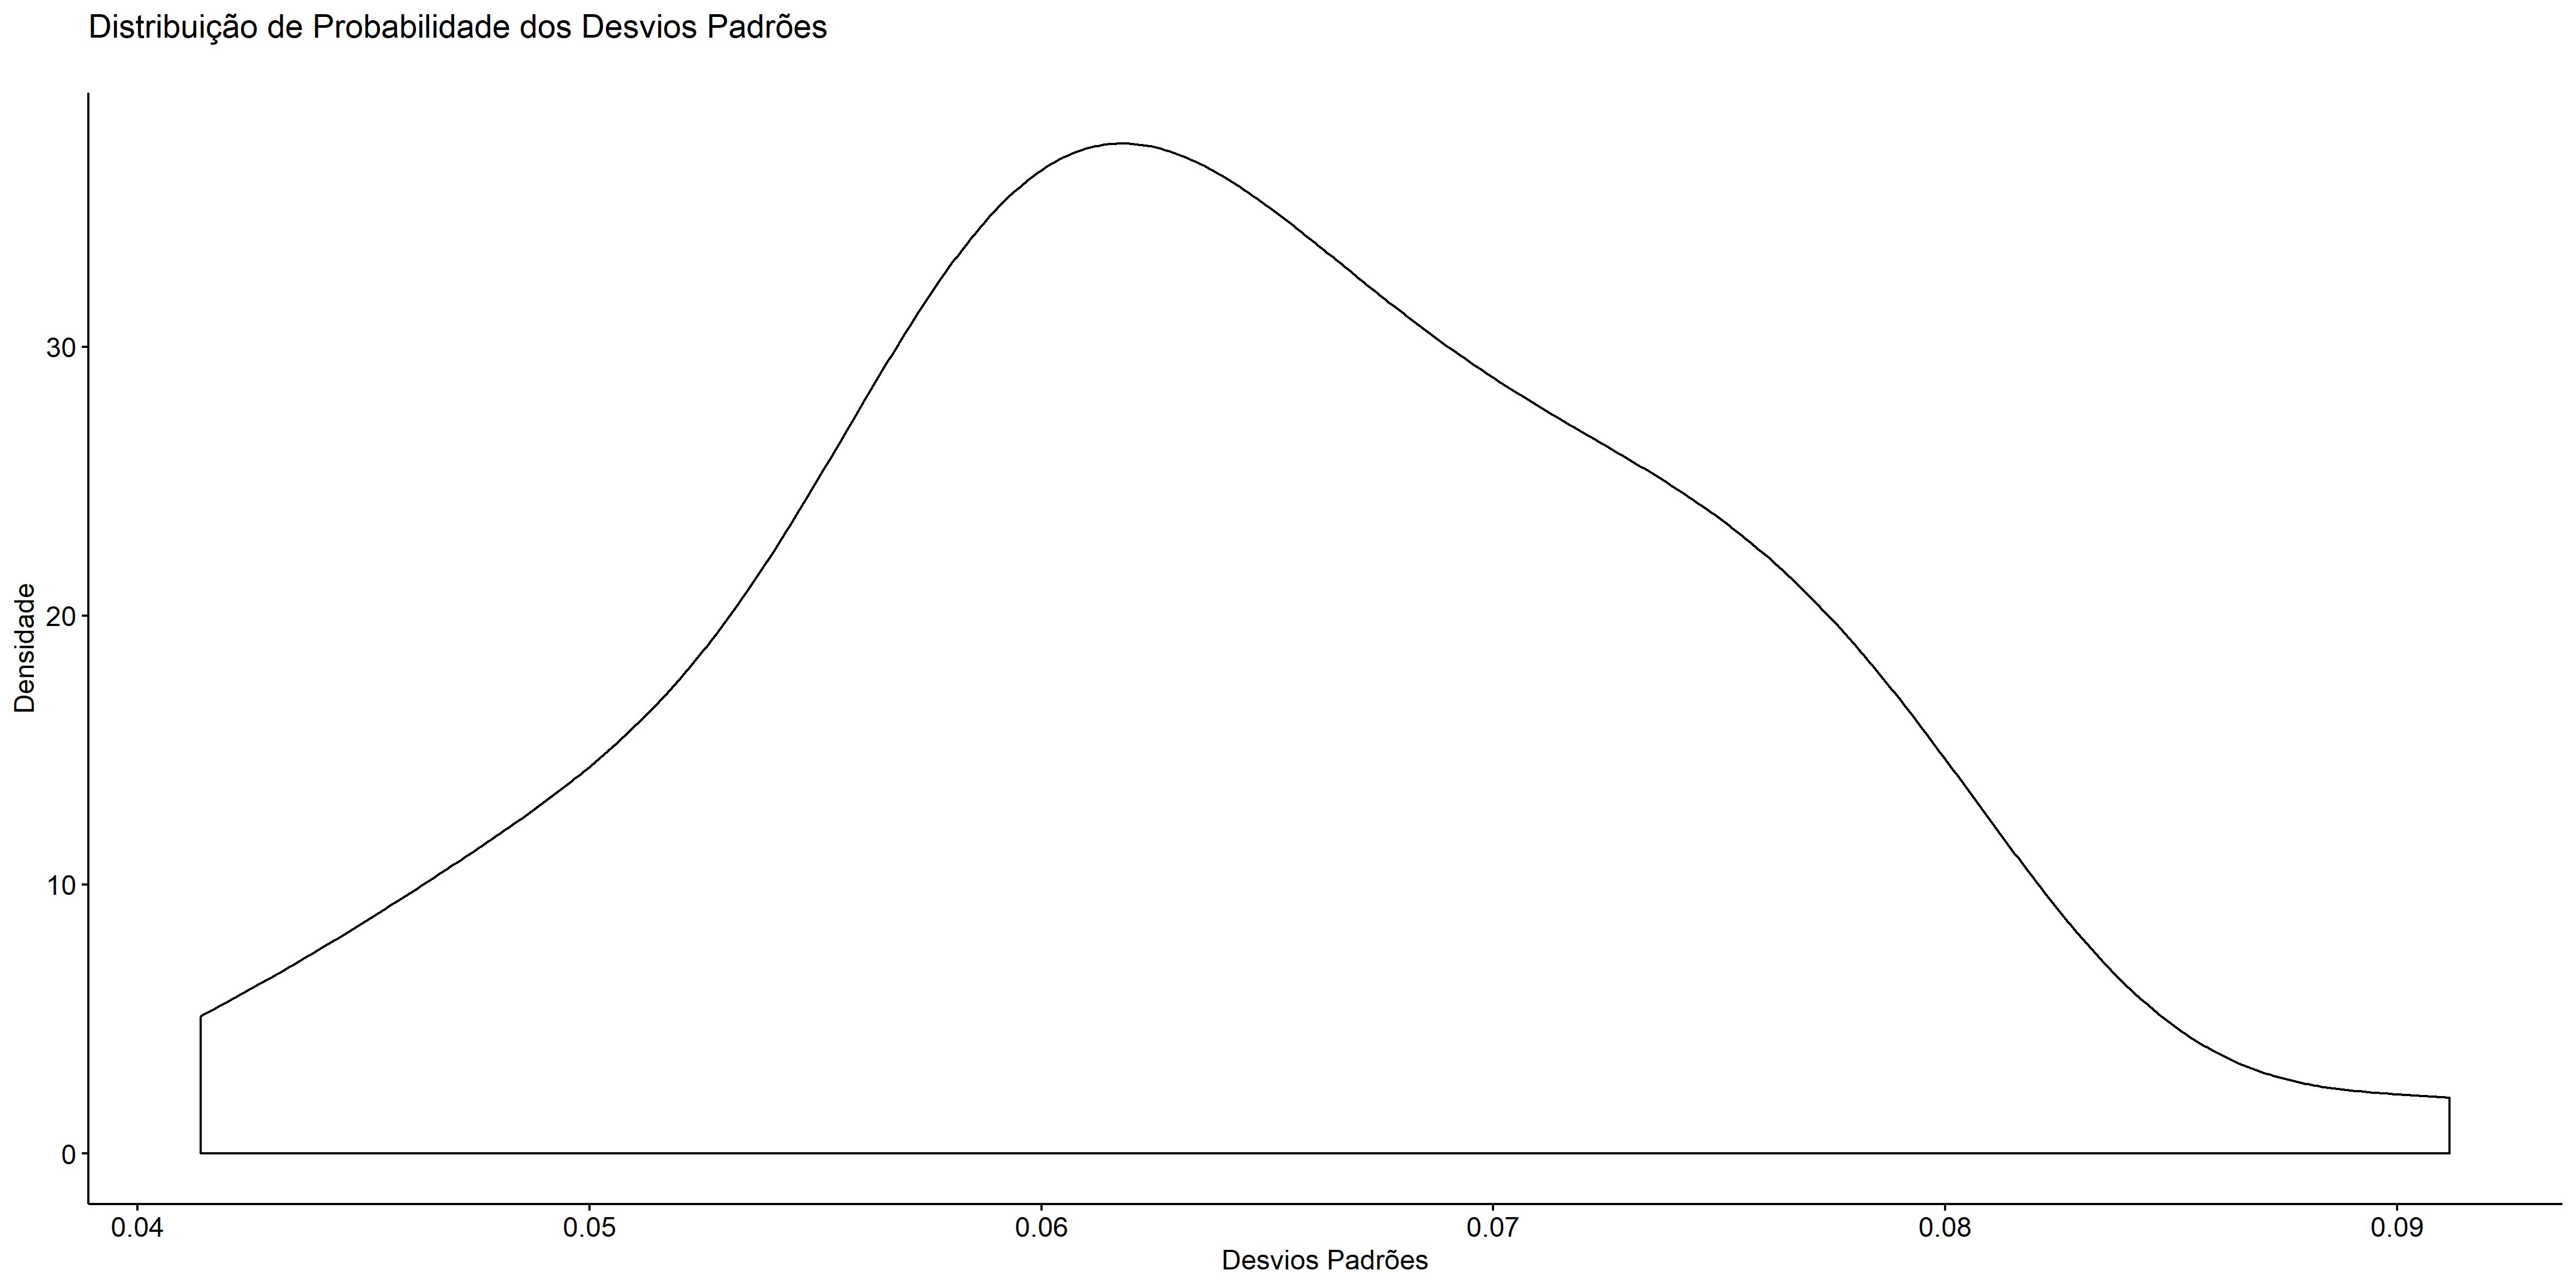 Distribuição de Probabilidade dos Desvios Padrões
Densidade
30
20
10
0
0.04 0.05 0.06 0.07 0.08 0.09
Desvios Padrões